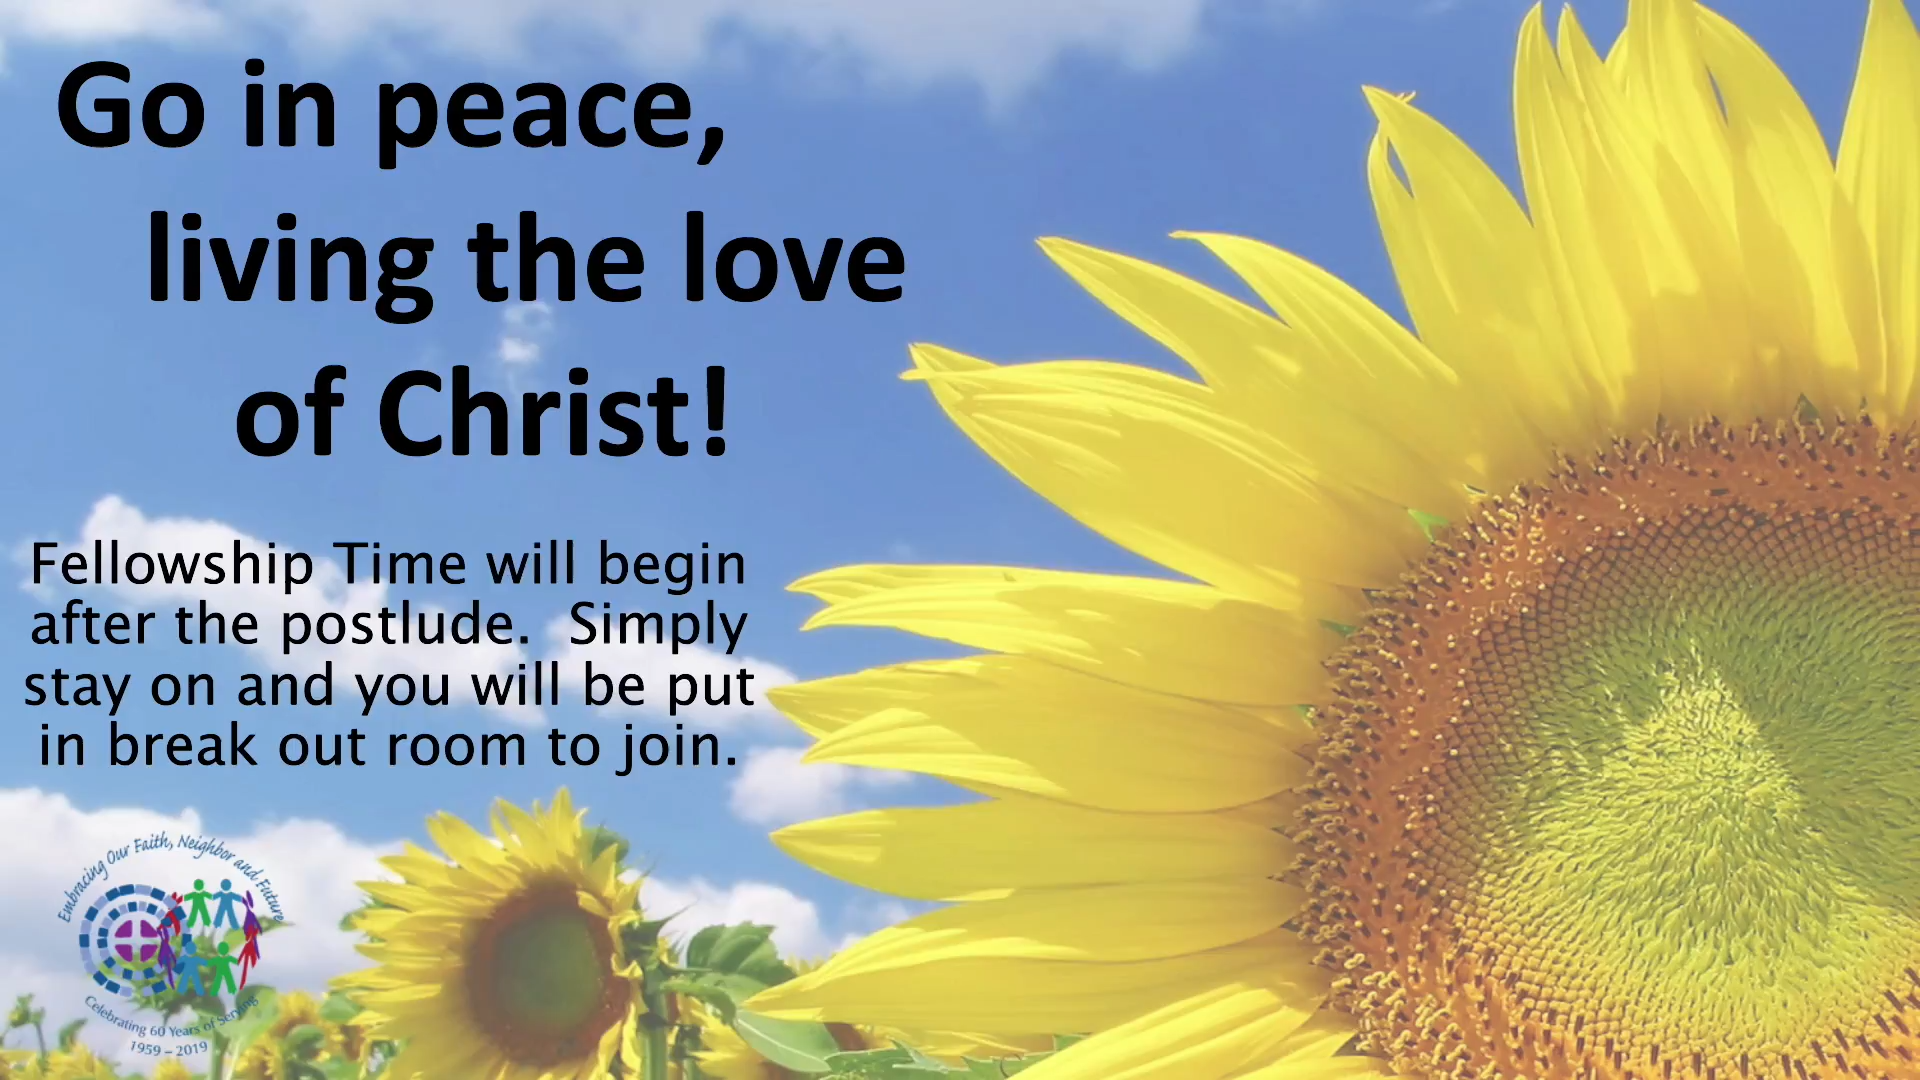 Go in peace,
living the love
of Christ!
Fellowship Time will begin
after the postlude.  Simply
stay on and you will be put
in break out room to join.
Embracing Our Faith, Neighbor and Future
Celebrating 60 Years of Serving
1959 – 2019